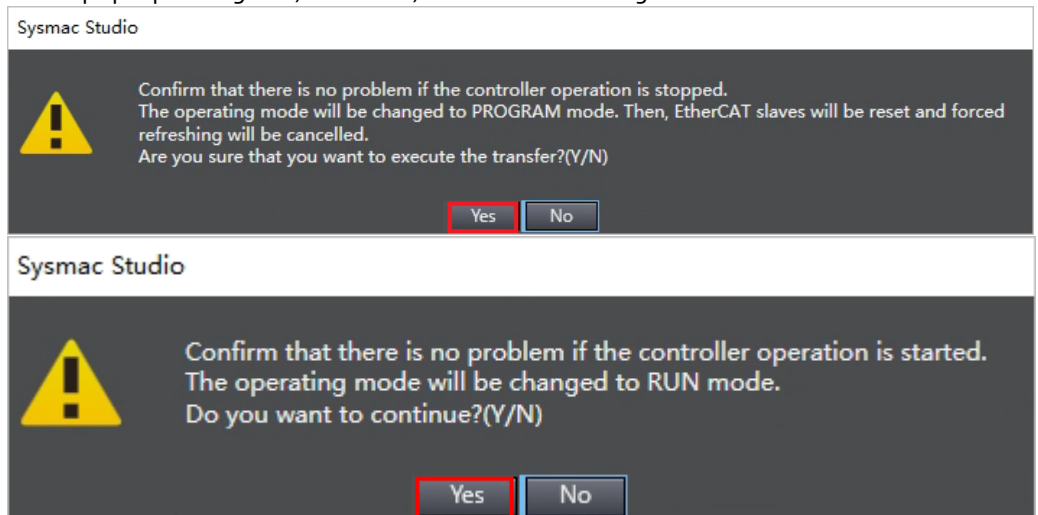 Sysmac Studio
Confirm that there is no problem if the controller operation is stopped.
The operating mode will be changed to PROGRAM mode. Then, EtherCAT slaves will be reset and forced
refreshing will be cancelled.
Are you sure that you want to execute the transfer?(Y/N)
Yes No
Sysmac Studio
Confirm that there is no problem if the controller operation is started.
The operating mode will be changed to RUN mode.
Do you want to continue?(Y/N)
Yes No